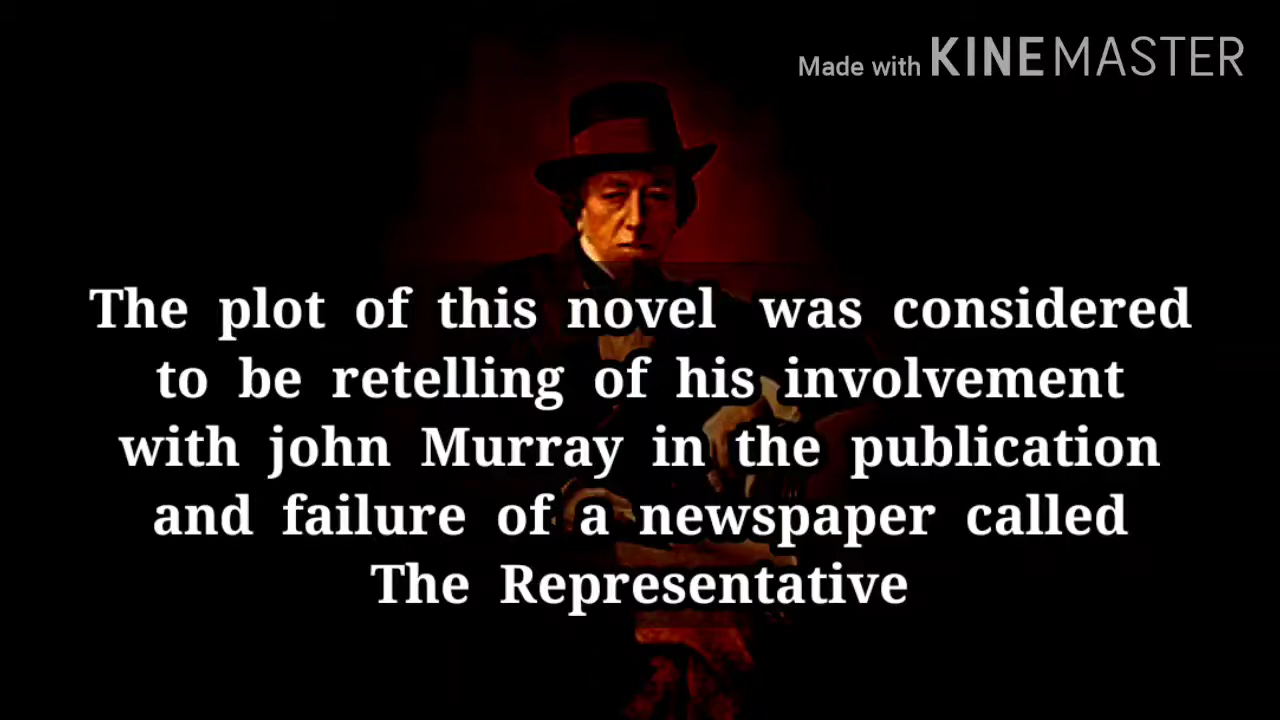 Made with KINEMASTER
The plot of this novel was considered
to be retelling of his involvement
with john Murray in the publication
and failure of a newspaper called
The Representative